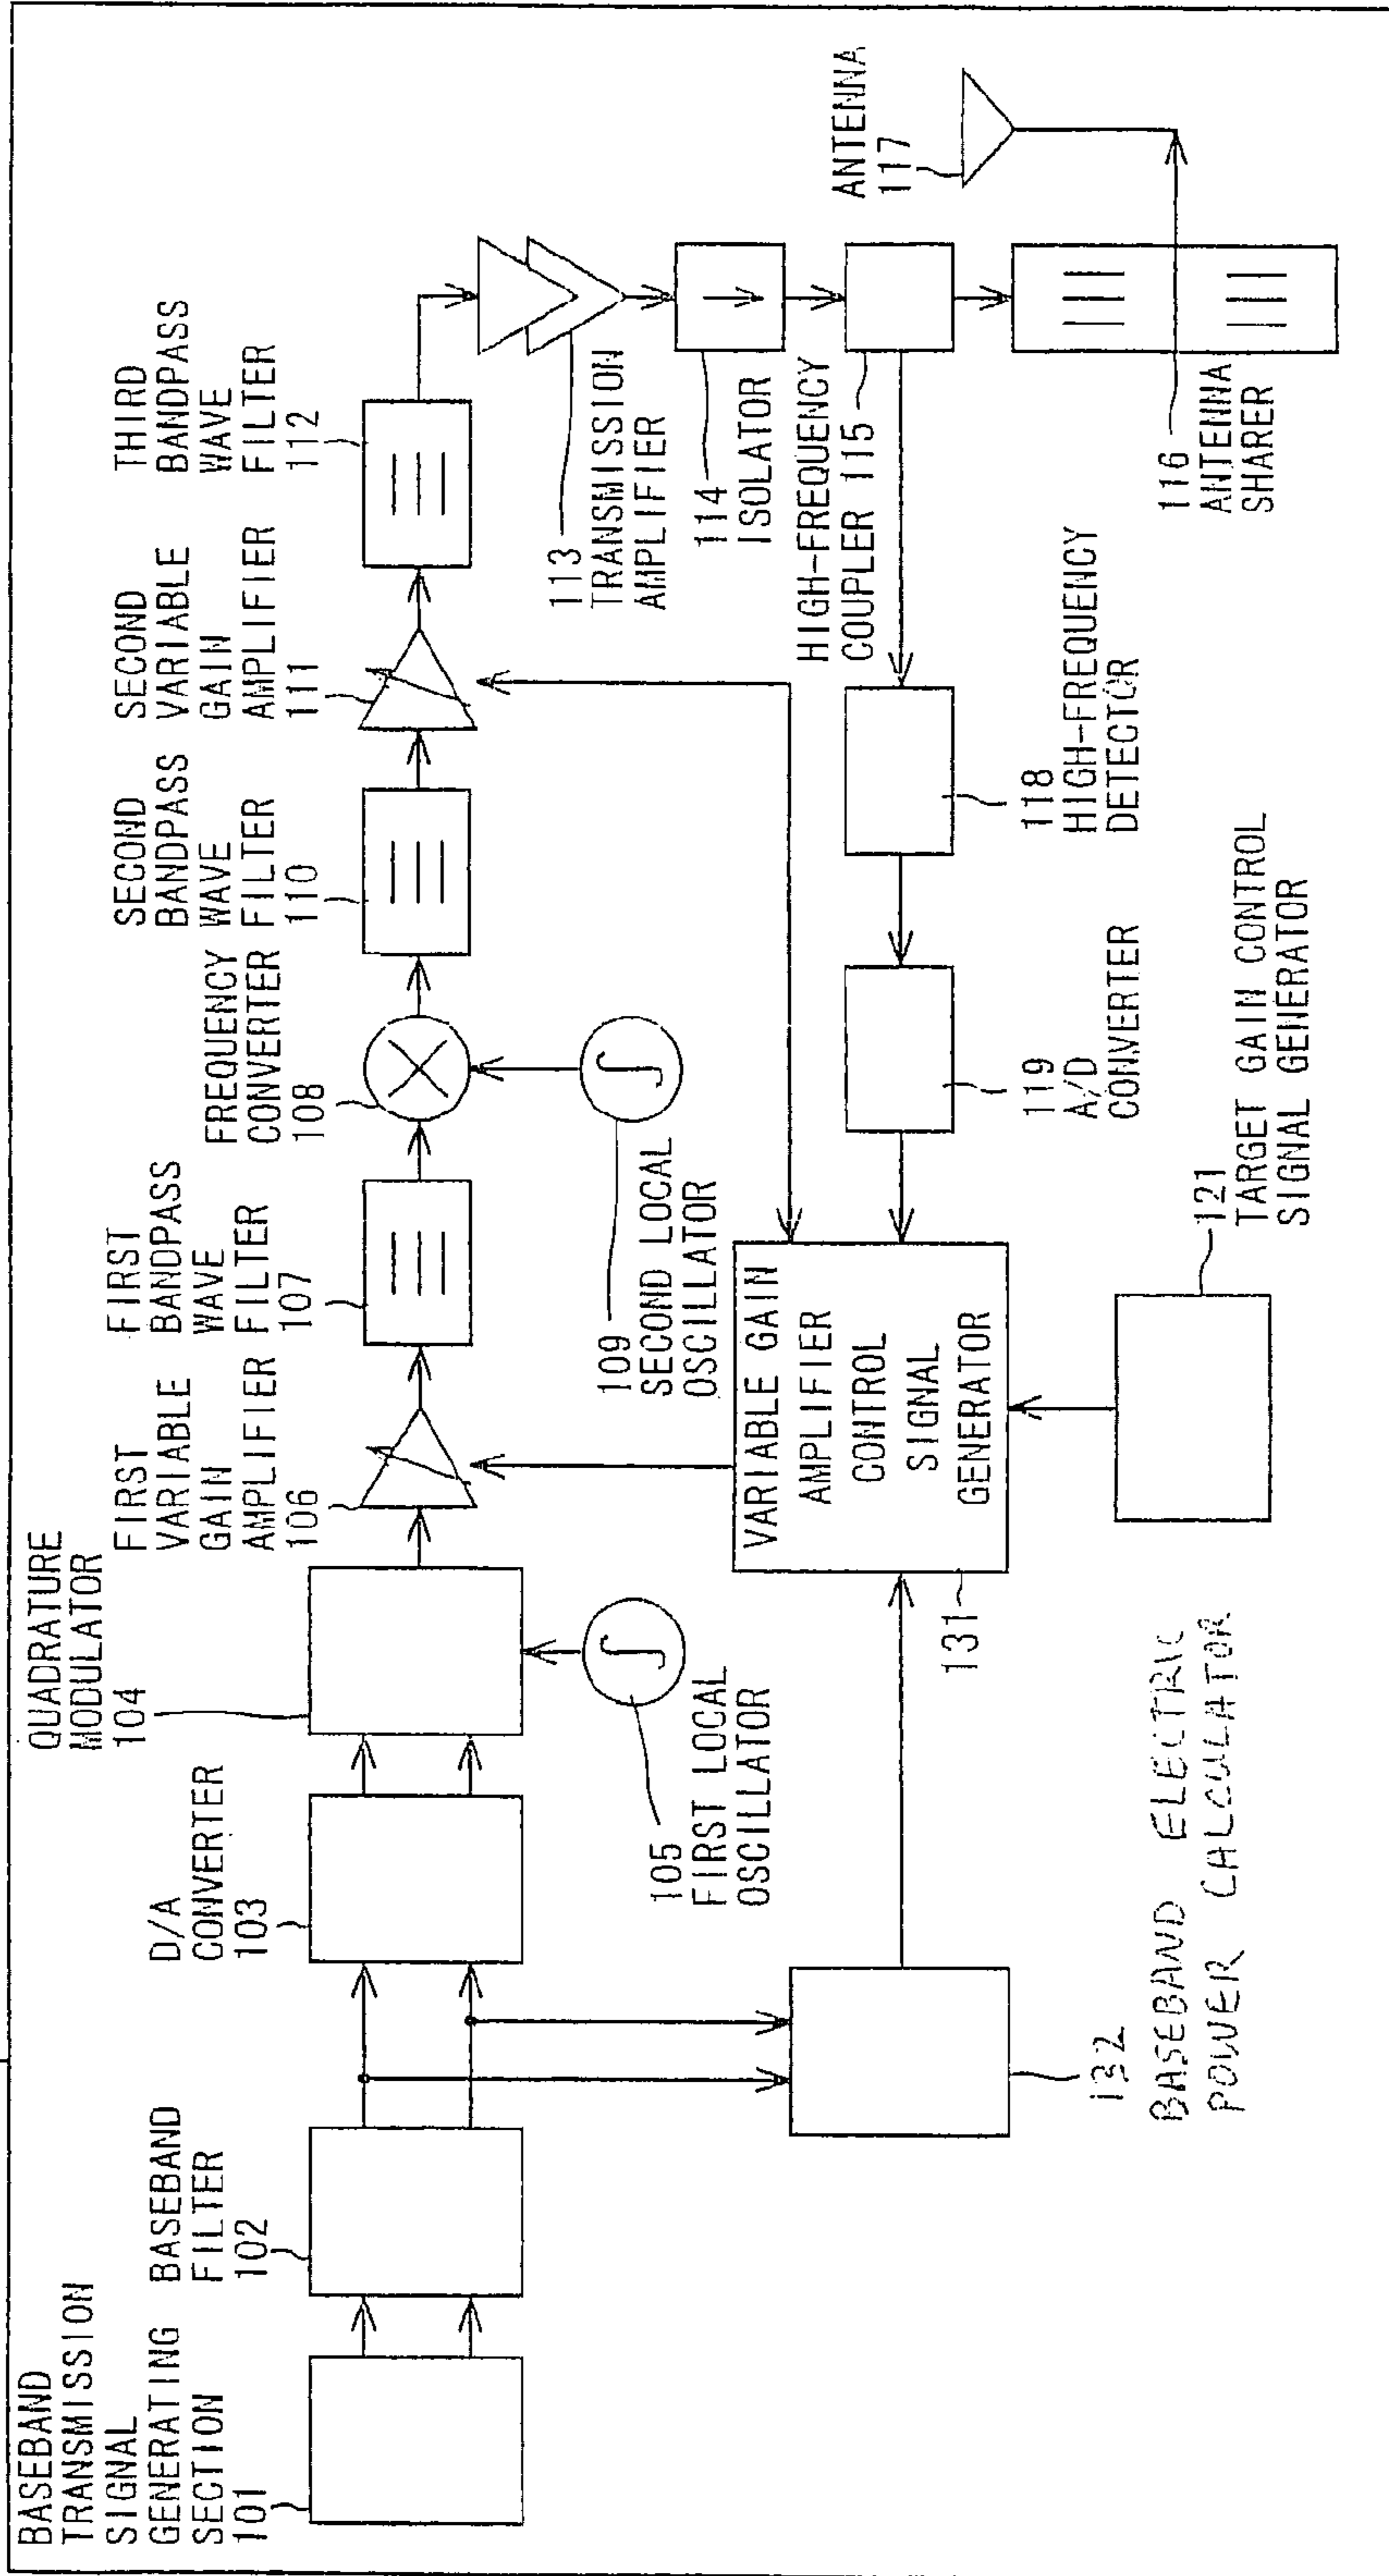 BASEBAND
TRANSMISSION
SIGNAL
GENERATING
SECTION
101
BASEBAND
FILTER
102
D/A
CONVERTER
103
QUADRATURE
MODULATOR
104
105
FIRST LOCAL
OSCILLATOR
FIRST
VARIABLE
GAIN
AMPLIFIER
106
FIRST
BANDPASS
WAVE
FILTER
107
FREQUENCY
CONVERTER
108
109
SECOND LOCAL
OSCILLATOR
SECOND
BANDPASS
WAVE
FILTER
110
SECOND
VARIABLE
GAIN
AMPLIFIER
111
THIRD
BANDPASS
WAVE
FILTER
112
113
TRANSMISSION
AMPLIFIER
114
ISOLATOR
HIGH-FREQUENCY
COUPLER 115
116
ANTENNA
SHARER
ANTENNA
117
118
HIGH-FREQUENCY
DETECTOR
119
A/D
CONVERTER
VARIABLE GAIN
AMPLIFIER
CONTROL
SIGNAL
GENERATOR
131
121
TARGET GAIN CONTROL
SIGNAL GENERATOR
132
BASEBAND ELECTRIC
POWER CALCULATOR